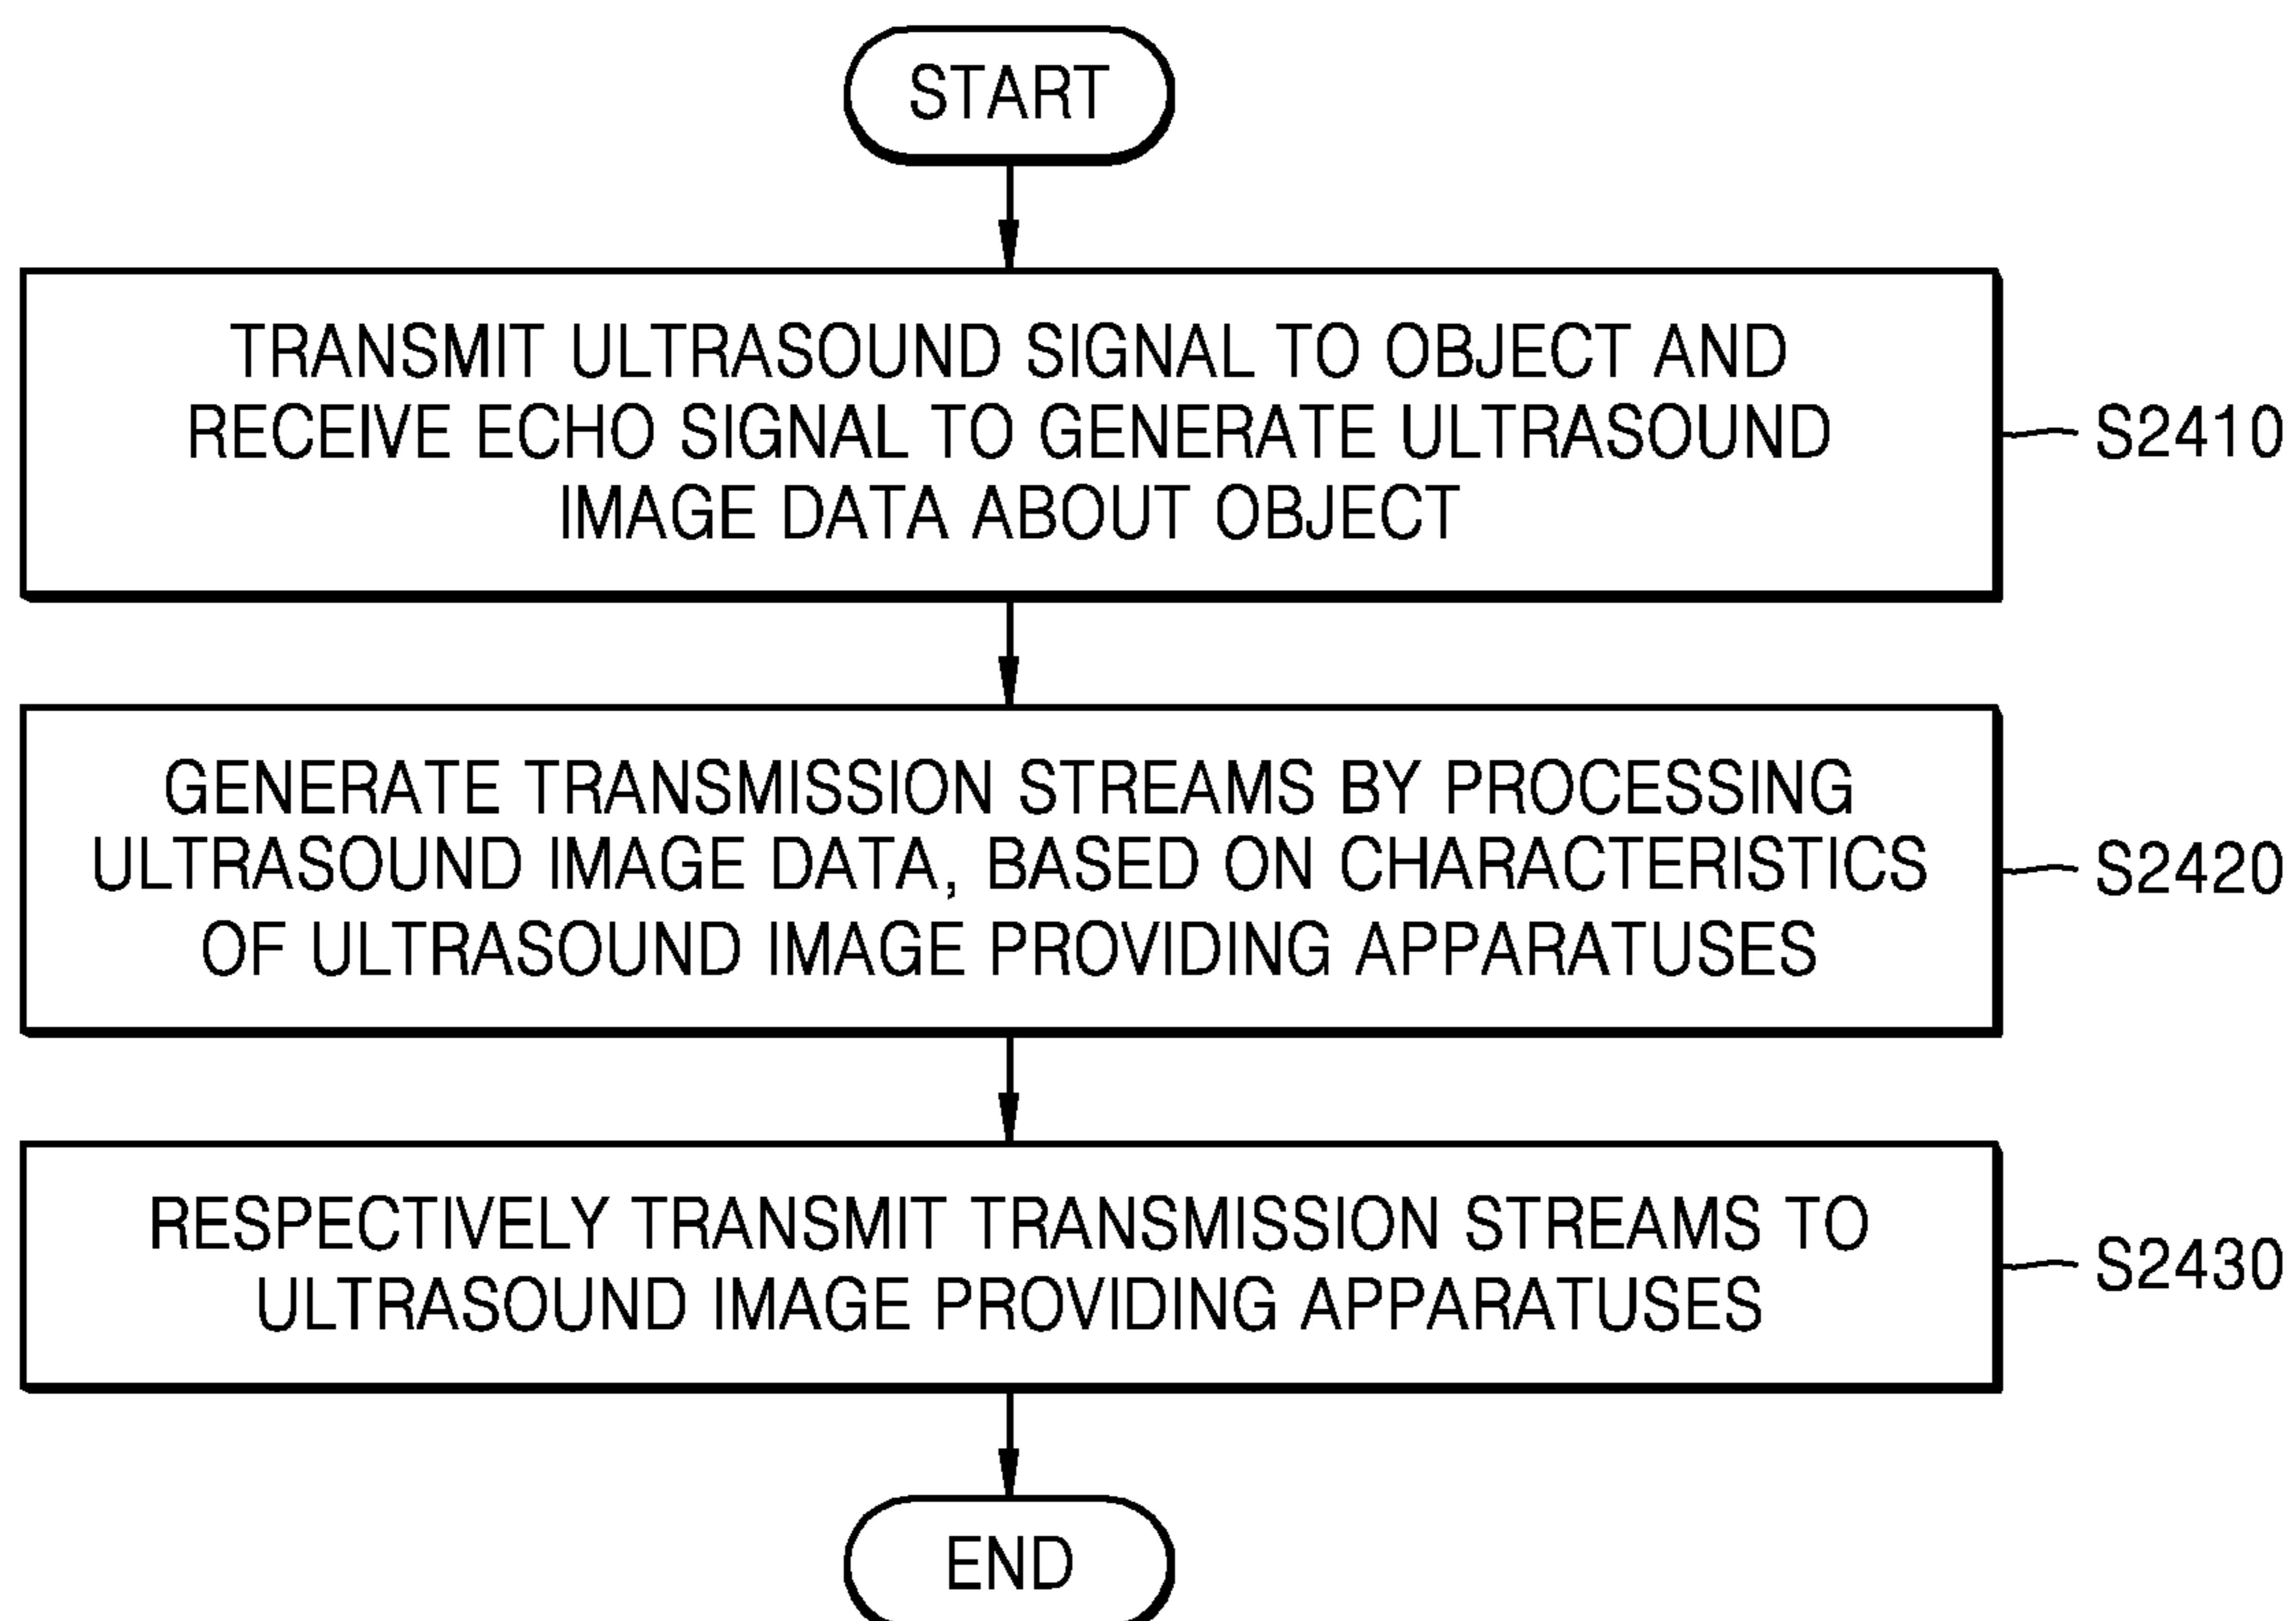 START
TRANSMIT ULTRASOUND SIGNAL TO OBJECT AND
RECEIVE ECHO SIGNAL TO GENERATE ULTRASOUND
IMAGE DATA ABOUT OBJECT
S2410
GENERATE TRANSMISSION STREAMS BY PROCESSING
ULTRASOUND IMAGE DATA, BASED ON CHARACTERISTICS
OF ULTRASOUND IMAGE PROVIDING APPARATUSES
S2420
RESPECTIVELY TRANSMIT TRANSMISSION STREAMS TO
ULTRASOUND IMAGE PROVIDING APPARATUSES
S2430
END